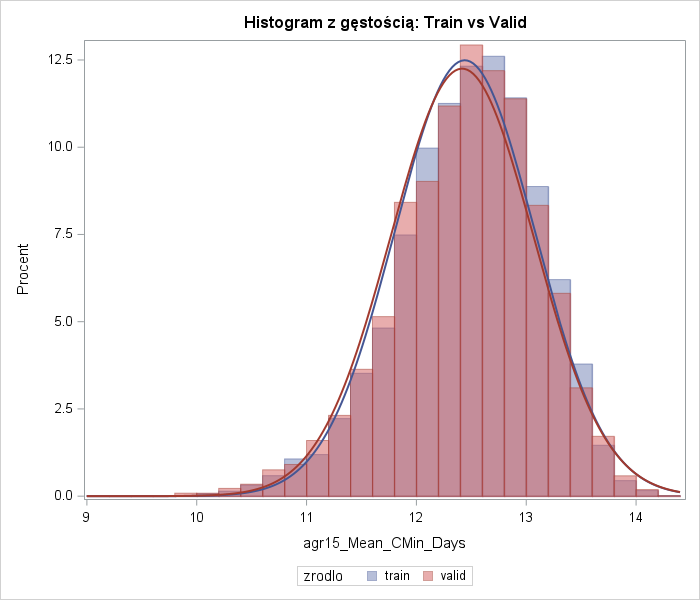 Histogram z gęstością: Train vs Valid
12.5
10.0
7.5
5.0
2.5
0.0
Procent
9 10 11 12 13 14
agr15_Mean_CMin_Days
zrodlo train valid